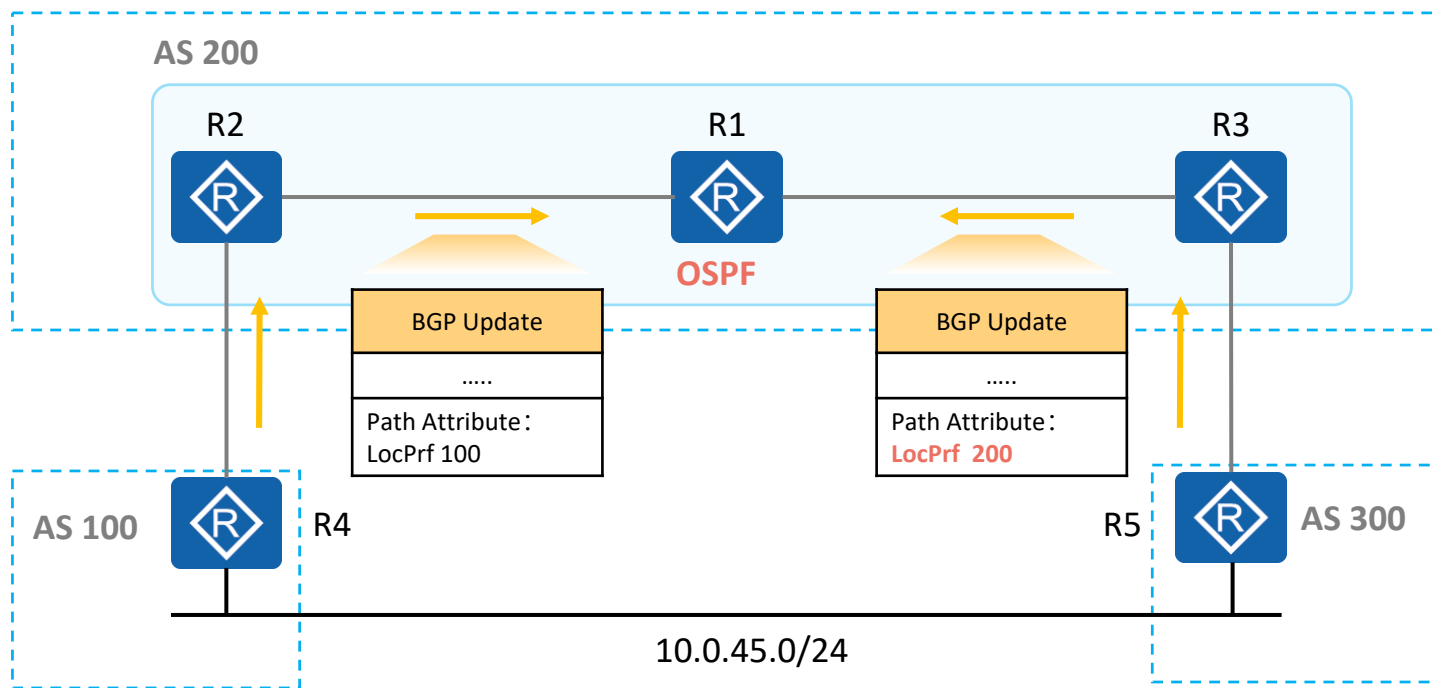 AS 200
R2
R1
R3
R
R
R
OSPF
BGP Update
.....
Path Attribute：
LocPrf 100
BGP Update
.....
Path Attribute：
LocPrf 200
AS 100
R
R4
R5
R
AS 300
10.0.45.0/24